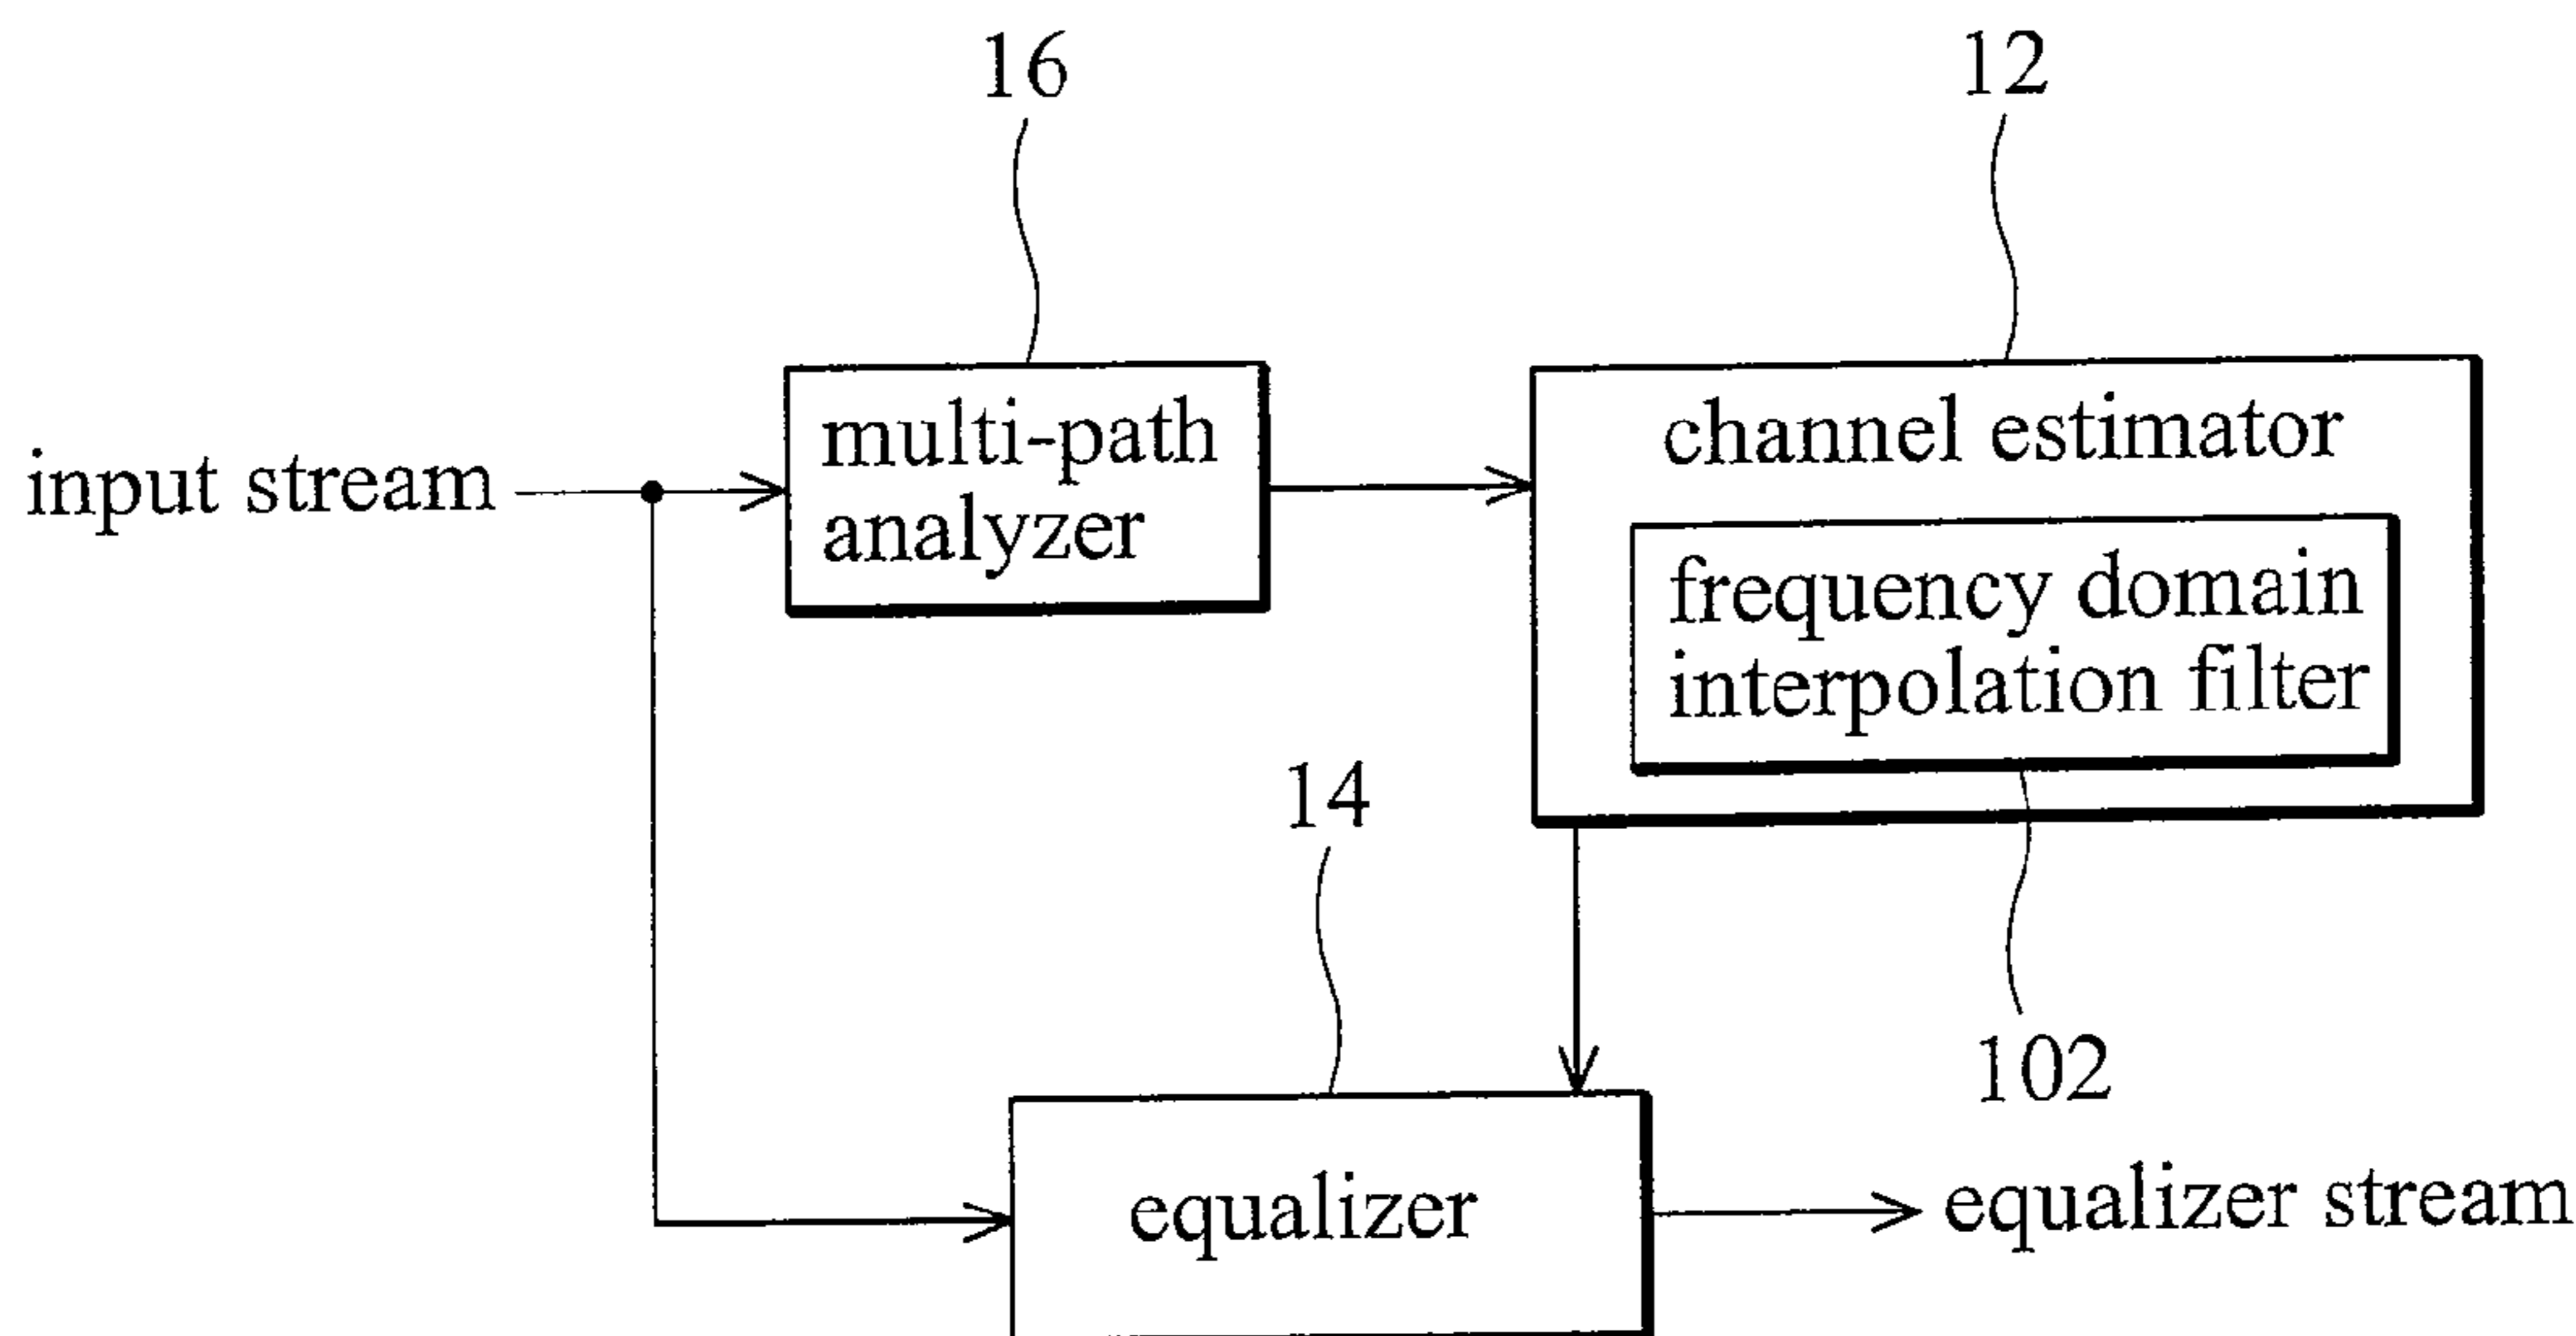 16
12
input stream
multi-path
analyzer
channel estimator
frequency domain
interpolation filter
14
102
equalizer
equalizer stream